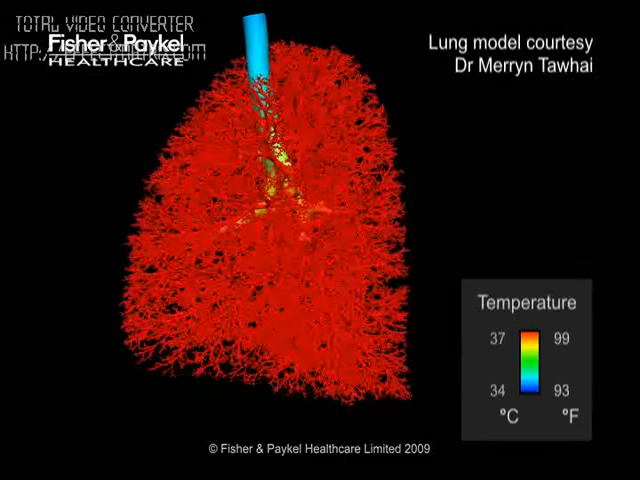 TOTAL VIDEO CONVERTER
Fisher&Paykel
HEALTHCARE
Lung model courtesy
Dr Merryn Tawhai
Temperature
37 99
34 93
°C °F
© Fisher & Paykel Healthcare Limited 2009